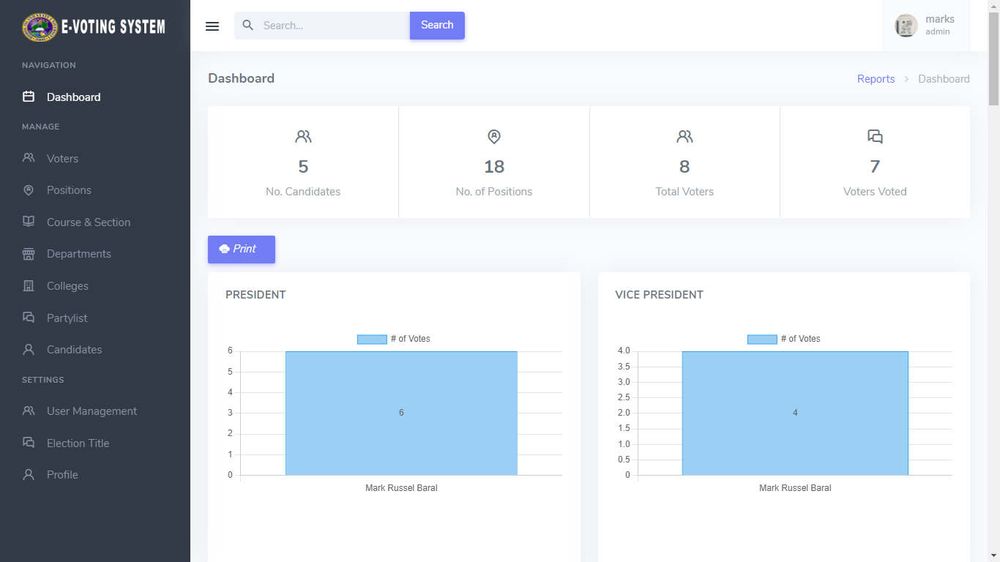 E-VOTING SYSTEM
NAVIGATION
Dashboard
MANAGE
Voters
Positions
Course & Section
Departments
Colleges
Partylist
Candidates
SETTINGS
User Management
Election Title
Profile
Search...
Search
marks
admin
Dashboard
Reports > Dashboard
5
No. Candidates
18
No. of Positions
8
Total Voters
7
Voters Voted
Print
PRESIDENT
# of Votes
6
5
4
3
2
1
0
6
Mark Russel Baral
VICE PRESIDENT
# of Votes
4.0
3.5
3.0
2.5
2.0
1.5
1.0
0.5
0
4
Mark Russel Baral